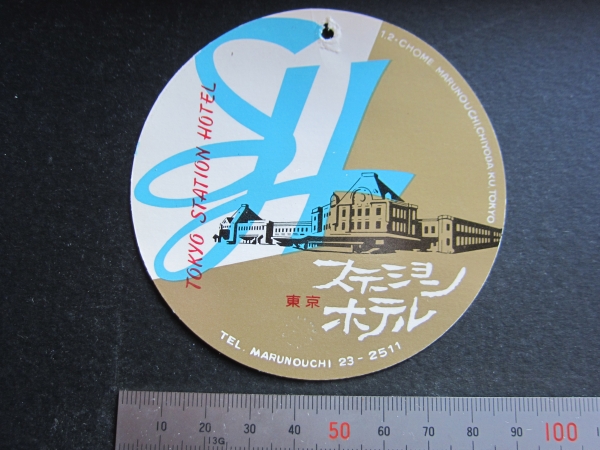 SH
1.2-CHOME MARUNOUCHI, CHIYODA KU, TOKYO
TOKYO STATION HOTEL
東京
ステーション
ホテル
TEL. MARUNOUCHI 23-2511
10 20 30 40 50 60 70 80 90 100
13G